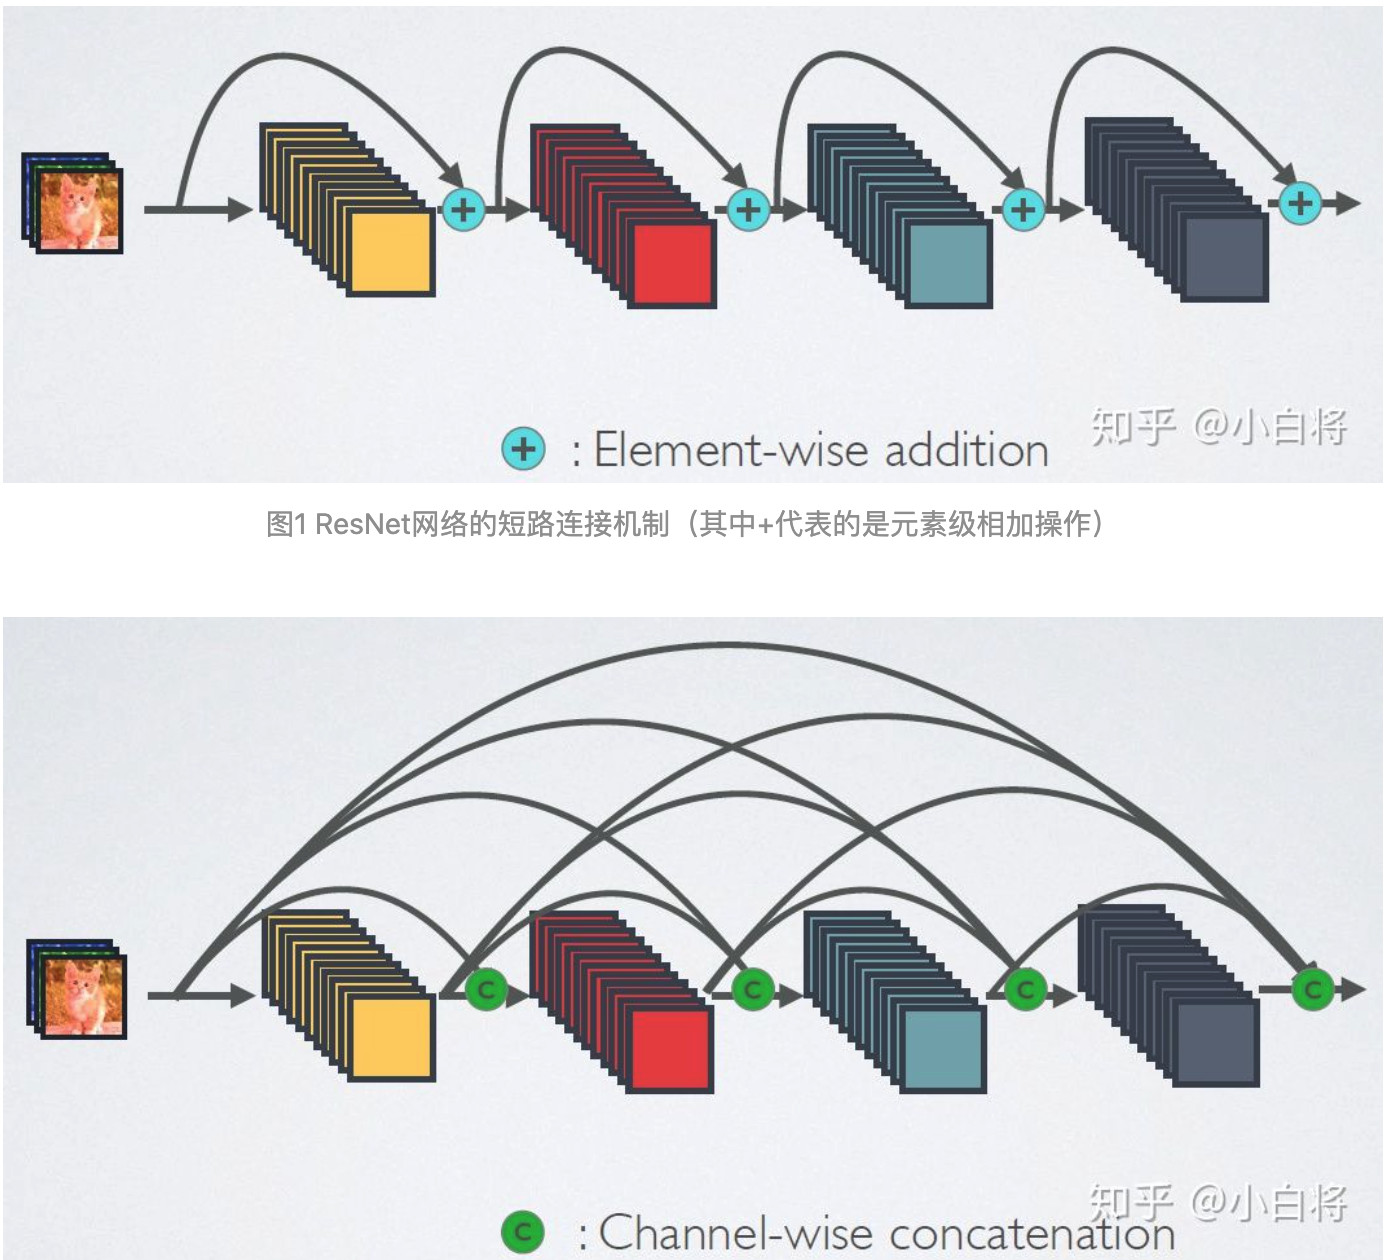 知乎 @小白将
+ : Element-wise addition
图1 ResNet网络的短路连接机制（其中+代表的是元素级相加操作）
C C C C
知乎 @小白将
C : Channel-wise concatenation